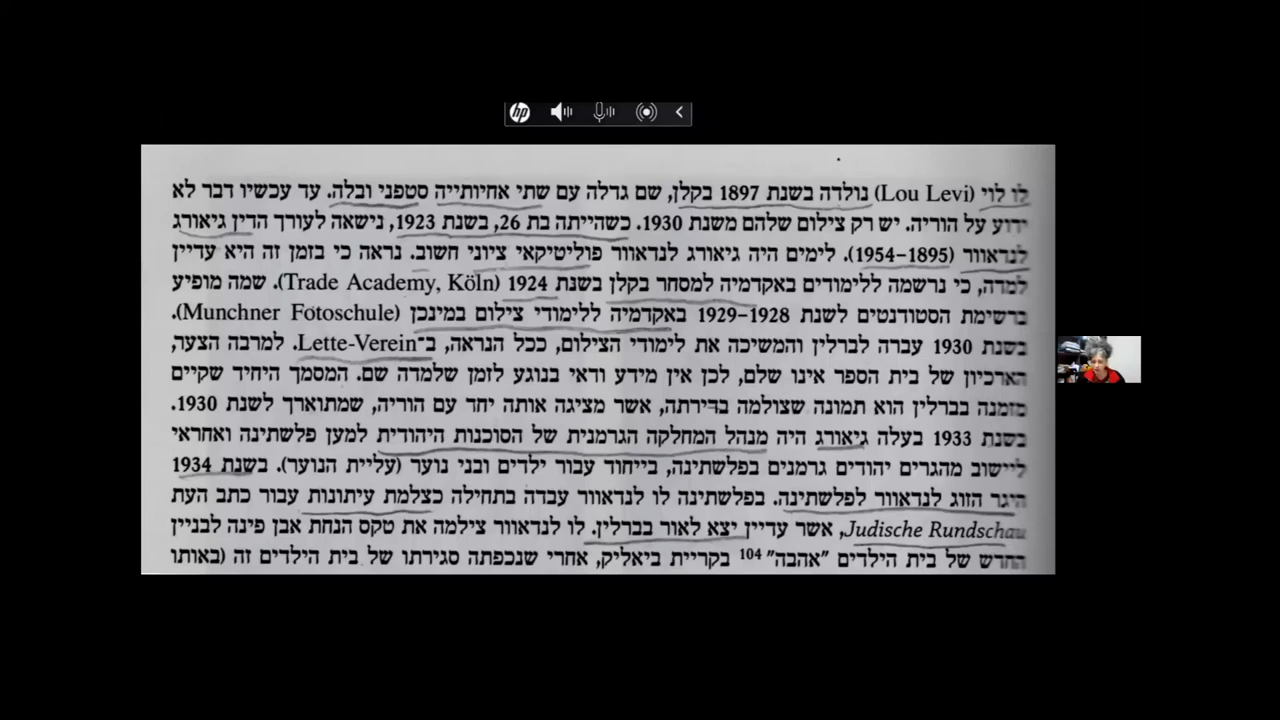 hp
לו לוי (Lou Levi) נולדה בשנת 1897 בקלן, שם גדלה עם שתי אחיותייה סטפני ובלה. עד עכשיו דבר לא
ידוע על הוריה. יש רק צילום שלהם משנת 1930. כשהייתה בת 26, בשנת 1923, נישאה לעורך הדין גיאורג
לנדאוור (1895–1954). לימים היה גיאורג לנדאוור פוליטיקאי ציוני חשוב. נראה כי בזמן זה היא עדיין
למדה, כי נרשמה ללימודים באקדמיה למסחר בקלן בשנת 1924 (Trade Academy, Köln). שמה מופיע
ברשימת הסטודנטים לשנת 1928–1929 באקדמיה ללימודי צילום במינכן (Munchner Fotoschule).
בשנת 1930 עברה לברלין והמשיכה את לימודי הצילום, ככל הנראה, ב־Lette-Verein. למרבה הצער,
הארכיון של בית הספר אינו שלם, לכן אין מידע ודאי בנוגע לזמן שלמדה שם. המסמך היחיד שקיים
מזמנה בברלין הוא תמונה שצולמה בדירתה, אשר מציגה אותה יחד עם הוריה, שמתוארך לשנת 1930.
בשנת 1933 בעלה גיאורג היה מנהל המחלקה הגרמנית של הסוכנות היהודית למען פלשתינה ואחראי
ליישוב מהגרים יהודים גרמנים בפלשתינה, בייחוד עבור ילדים ובני נוער (עליית הנוער). בשנת 1934
היגר הזוג לנדאוור לפלשתינה. בפלשתינה לו לנדאוור עבדה בתחילה כצלמת עיתונות עבור כתב העת
Judische Rundschau, אשר עדיין יצא לאור בברלין. לו לנדאוור צילמה את טקס הנחת אבן פינה לבניין
החדש של בית הילדים "אהבה" 104 בקריית ביאליק, אחרי שנכפתה סגירתו של בית הילדים זה (באותו